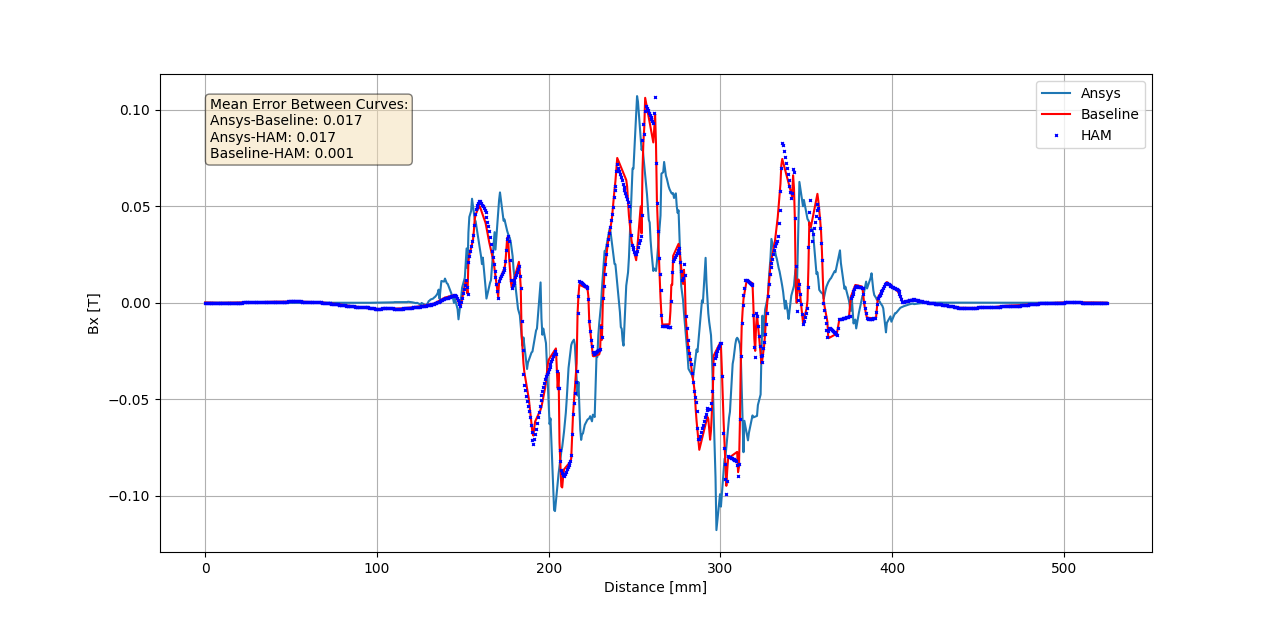 Mean Error Between Curves:
Ansys-Baseline: 0.017
Ansys-HAM: 0.017
Baseline-HAM: 0.001
Ansys
Baseline
HAM
0.10
0.05
0.00
−0.05
−0.10
Bx [T]
0
100
200
300
400
500
Distance [mm]